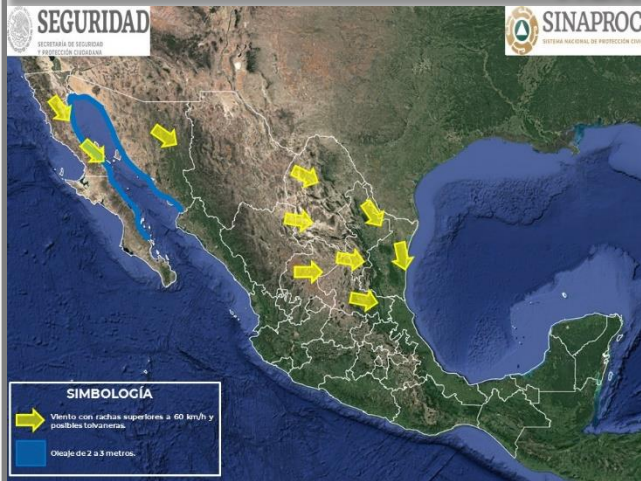 SEGURIDAD
SECRETARÍA DE SEGURIDAD
Y PROTECCIÓN CIUDADANA
SINAPROC
SISTEMA NACIONAL DE PROTECCIÓN CIVIL
SIMBOLOGÍA
Viento con rachas superiores a 60 km/h y
posibles tolvaneras.
Oleaje de 2 a 3 metros.